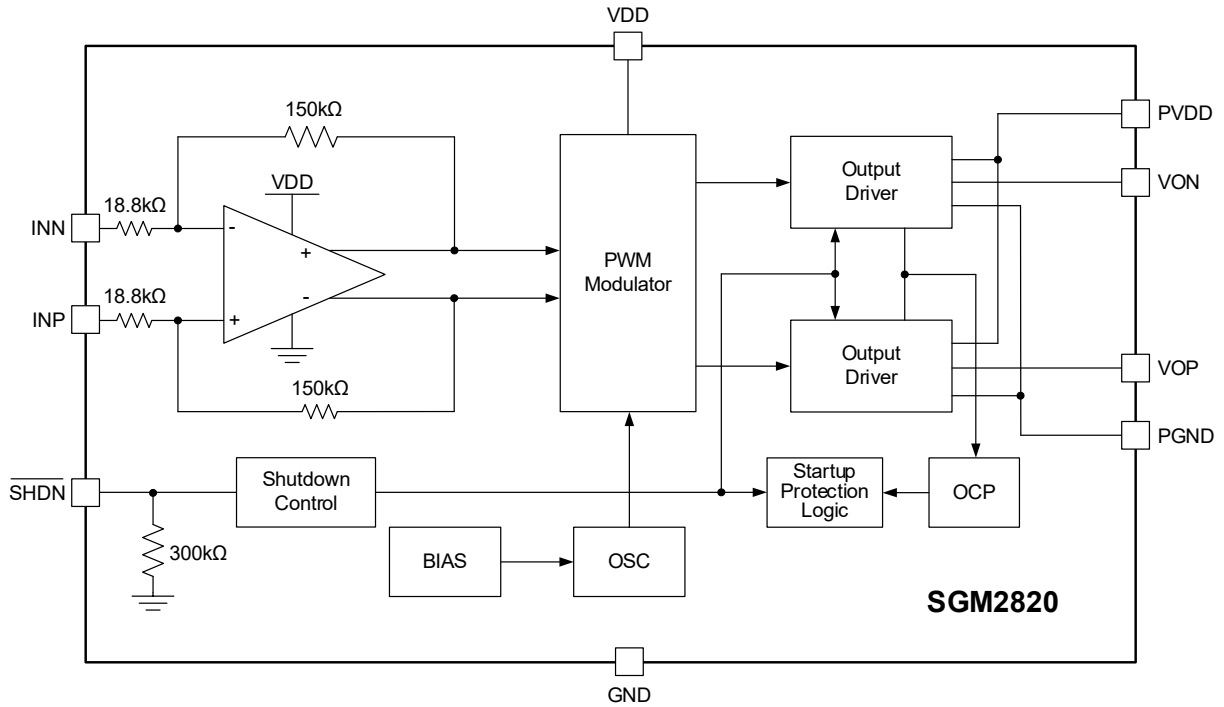 VDD
150kΩ
PVDD
VDD
Output
Driver
VON
18.8kΩ
INN
-
+
PWM
Modulator
18.8kΩ
-
INP
+
Output
Driver
VOP
150kΩ
PGND
SHDN
Shutdown
Control
Startup
Protection
Logic
OCP
300kΩ
BIAS
OSC
SGM2820
GND